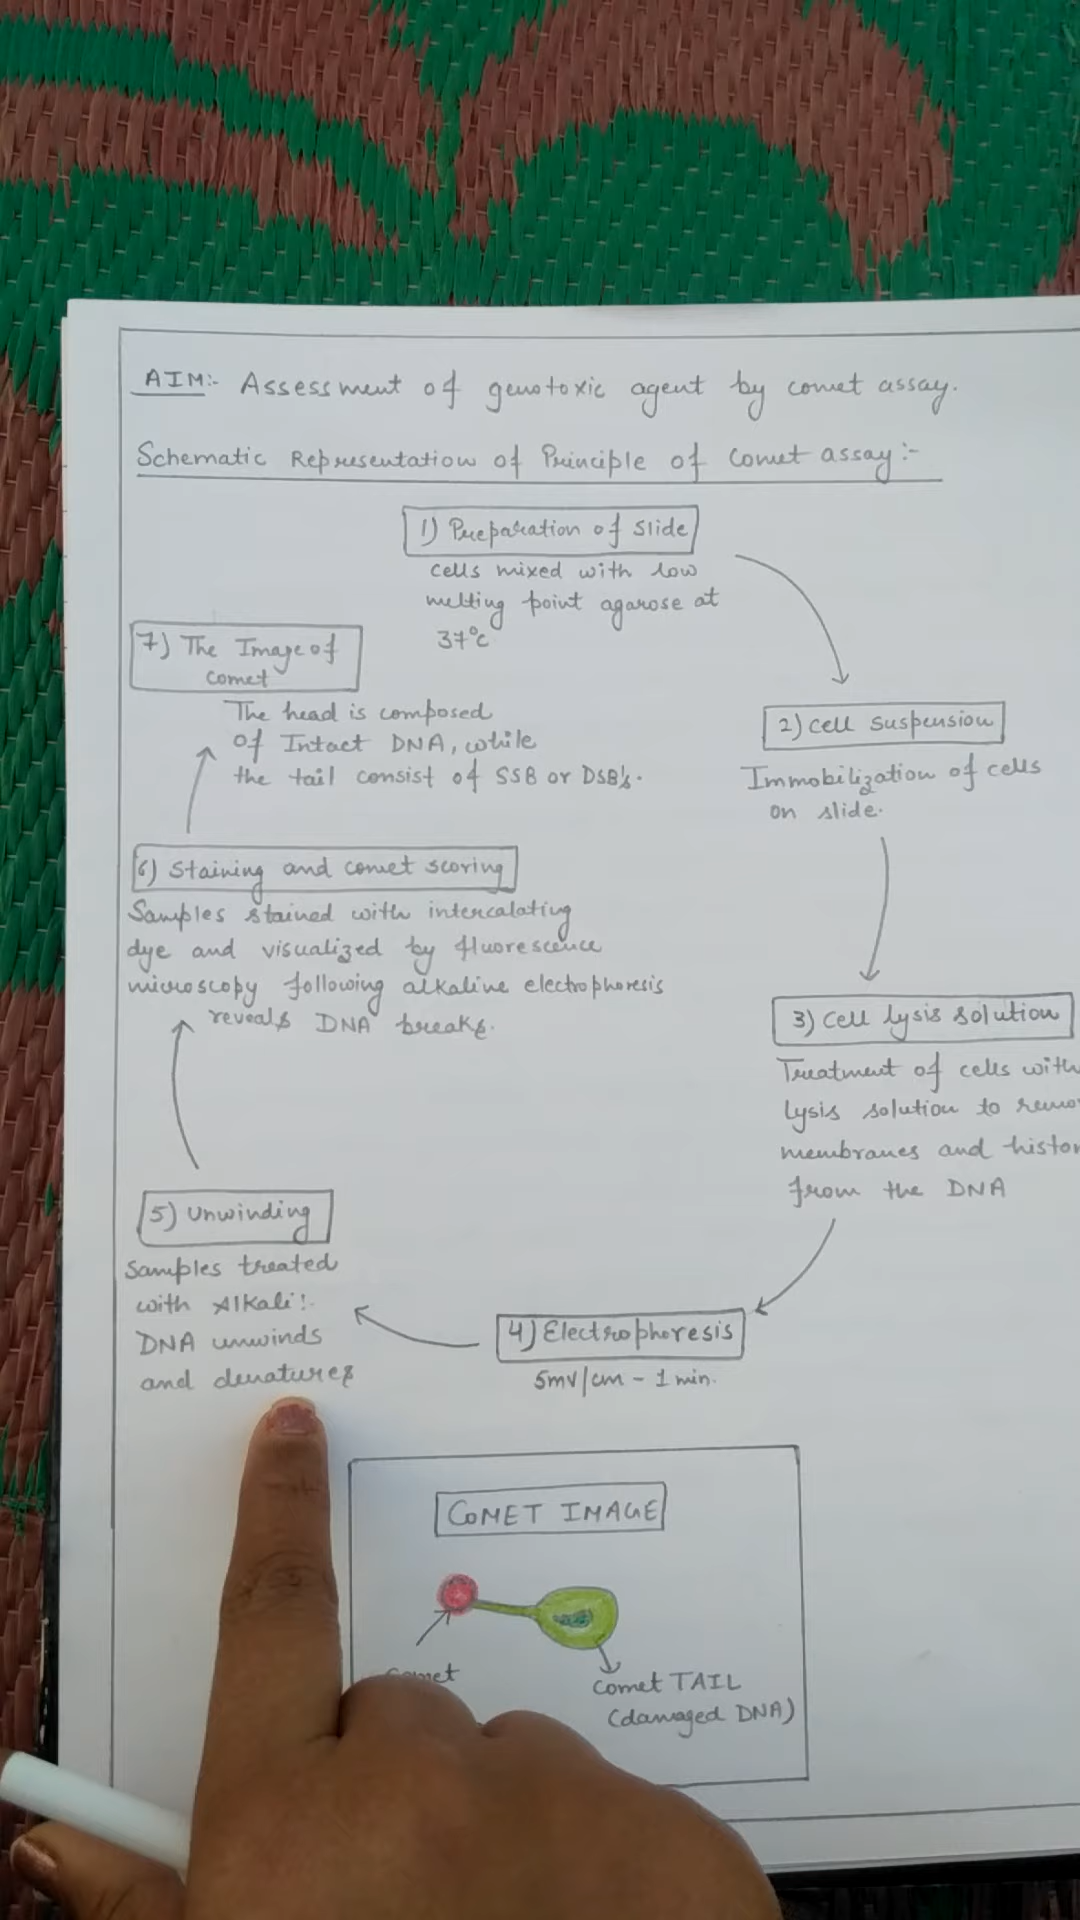 AIM:- Assessment of genotoxic agent by comet assay.
Schematic Representation of Principle of Comet assay:-
1) Preparation of slide
cells mixed with low
melting point agarose at
37°c
2) Cell suspension
Immobilization of cells
on slide.
3) Cell lysis solution
Treatment of cells with
lysis solution to
membranes and
from the DNA
4) Electrophoresis
5mv/cm - 1 min.
5) Unwinding
Samples treated
with Alkali!.
DNA unwinds
and denatures
6) Staining and comet scoring
Samples stained with intercalating
dye and visualized by fluorescence
microscopy following alkaline electrophoresis
reveals DNA breaks.
7) The Image of
comet
The head is composed
of Intact DNA, while
the tail consist of SSB or DSB's.
COMET IMAGE
comet
Comet TAIL
(damaged DNA)